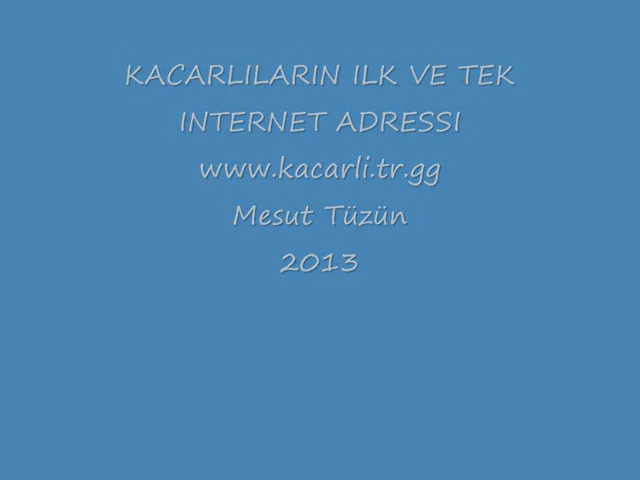 KACARLILARIN ILK VE TEK
INTERNET ADRESSI
www.kacarli.tr.gg
Mesut Tüzün
2013